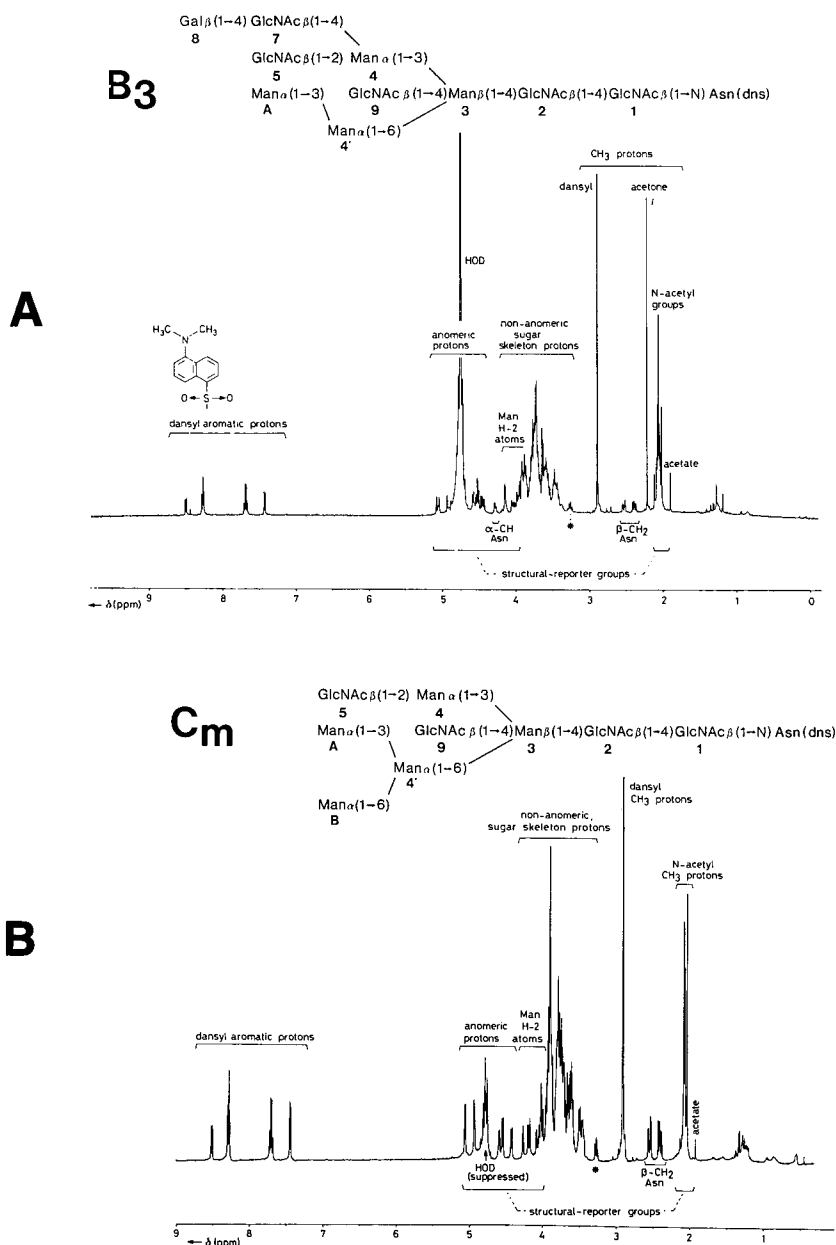 Galβ(1→4) GlcNAcβ(1→4)
8 7
GlcNAcβ(1→2) Manα(1→3)
5 4
B3
Manα(1→3) GlcNAcβ(1→4)Manβ(1→4)GlcNAcβ(1→4)GlcNAcβ(1→N) Asn(dns)
A 9 3 2 1
Manα(1→6)
4'
CH3 protons
dansyl acetone
HOD
A
N-acetyl
groups
anomeric
protons
non-anomeric
sugar
skeleton protons
H3C CH3
N
O←S→O
dansyl aromatic protons
Man
H-2
atoms
acetate
α-CH
Asn
*
β-CH2
Asn
structural-reporter groups
← δ(ppm) 9 8 7 6 5 4 3 2 1 0
GlcNAcβ(1→2) Manα(1→3)
5 4
Cm
Manα(1→3) GlcNAcβ(1→4)Manβ(1→4)GlcNAcβ(1→4)GlcNAcβ(1→N) Asn(dns)
A 9 3 2 1
Manα(1→6)
4'
Manα(1→6)
B
dansyl
CH3 protons
non-anomeric,
sugar skeleton protons
N-acetyl
CH3 protons
B
dansyl aromatic protons
anomeric
protons
Man
H-2
atoms
acetate
HOD
(suppressed)
*
β-CH2
Asn
structural-reporter groups
9 ← δ(ppm) 8 7 6 5 4 3 2 1